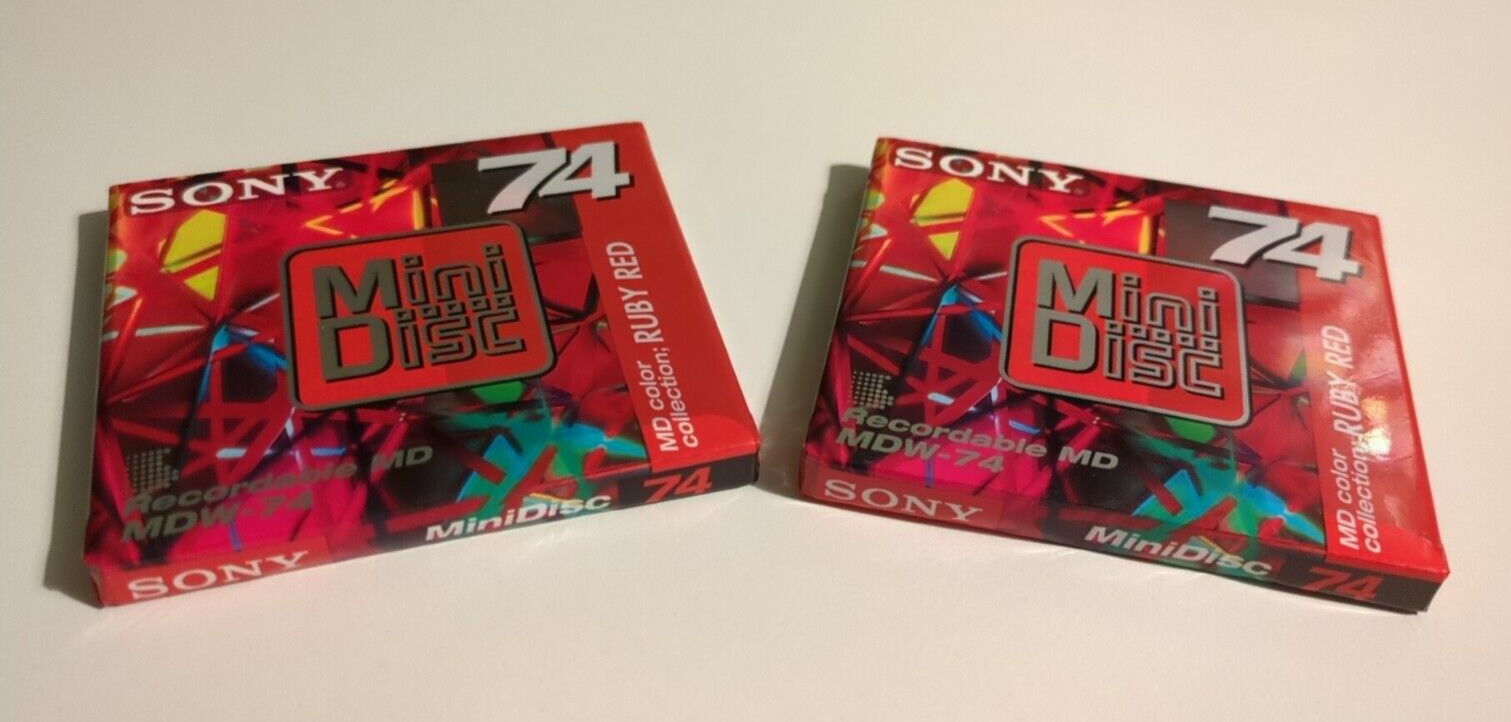 SONY
74
Mini
Disc
MD color
collection; RUBY RED
Recordable MD
MDW-74
SONY
MiniDisc
74
SONY
74
Mini
Disc
MD color
collection; RUBY RED
Recordable MD
MDW-74
SONY
MiniDisc
74